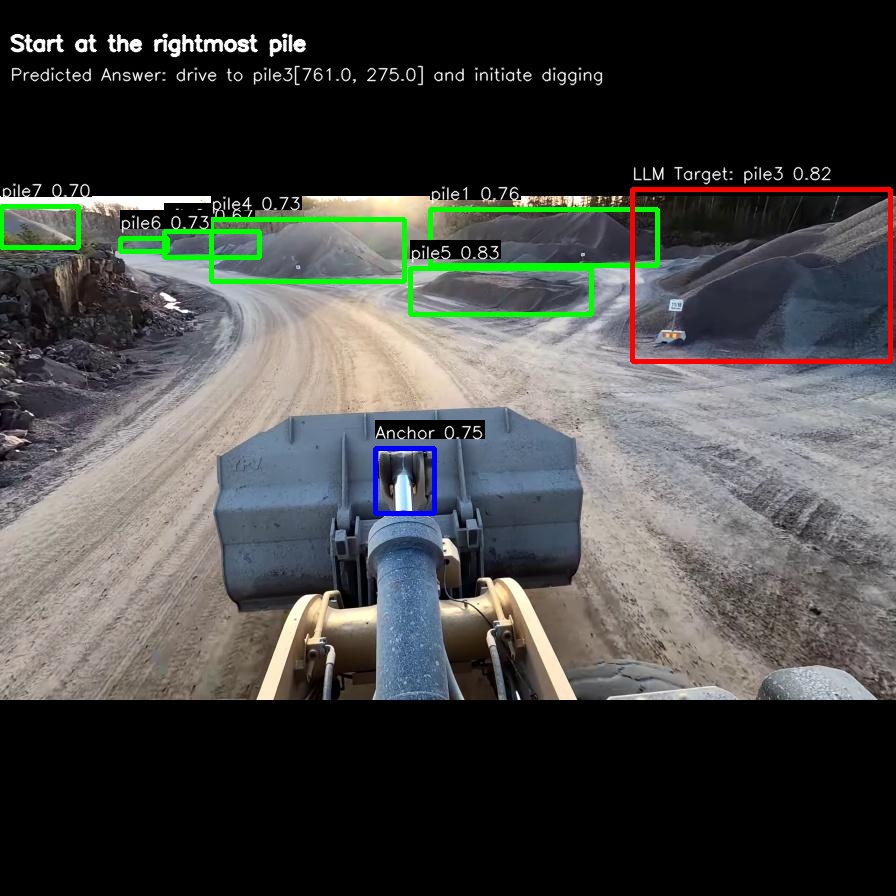 Start at the rightmost pile
Predicted Answer: drive to pile3[761.0, 275.0] and initiate digging
LLM Target: pile3 0.82
pile7 0.70
pile1 0.76
pile4 0.73
pile6 0.73
0.67
pile5 0.83
Anchor 0.75